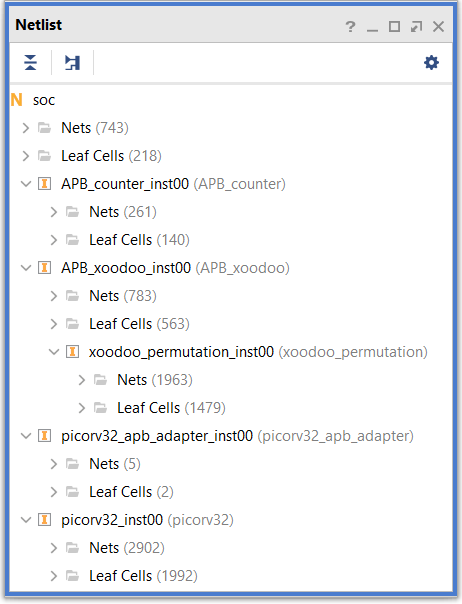 Netlist
N soc
Nets (743)
Leaf Cells (218)
APB_counter_inst00 (APB_counter)
Nets (261)
Leaf Cells (140)
APB_xoodoo_inst00 (APB_xoodoo)
Nets (783)
Leaf Cells (563)
xoodoo_permutation_inst00 (xoodoo_permutation)
Nets (1963)
Leaf Cells (1479)
picorv32_apb_adapter_inst00 (picorv32_apb_adapter)
Nets (5)
Leaf Cells (2)
picorv32_inst00 (picorv32)
Nets (2902)
Leaf Cells (1992)